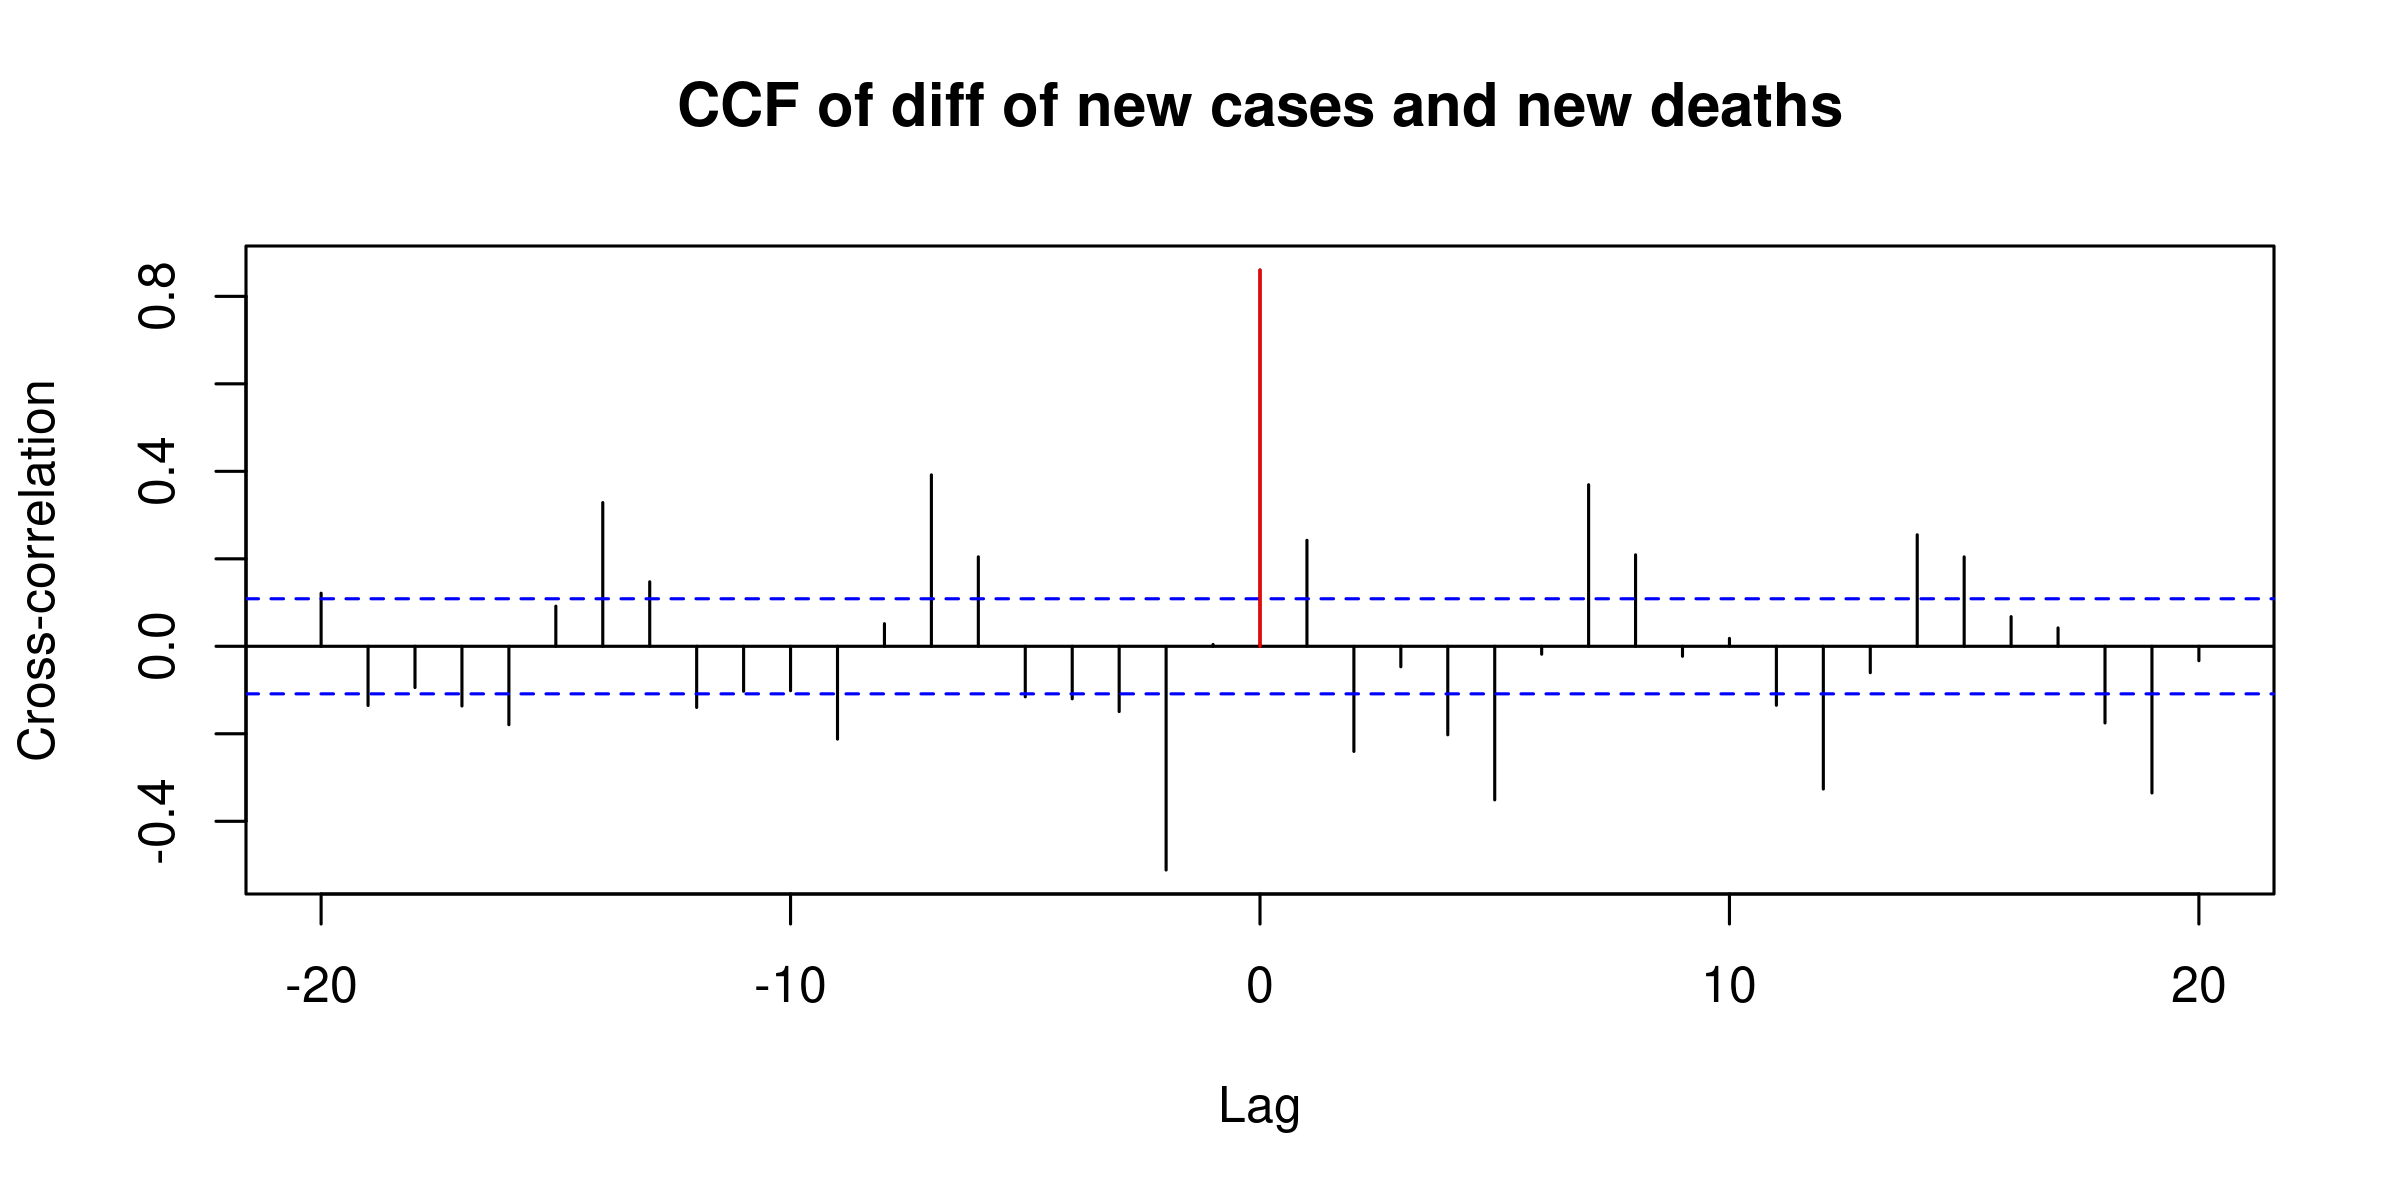 CCF of diff of new cases and new deaths
Cross-correlation
0.8
0.4
0.0
-0.4
-20 -10 0 10 20
Lag